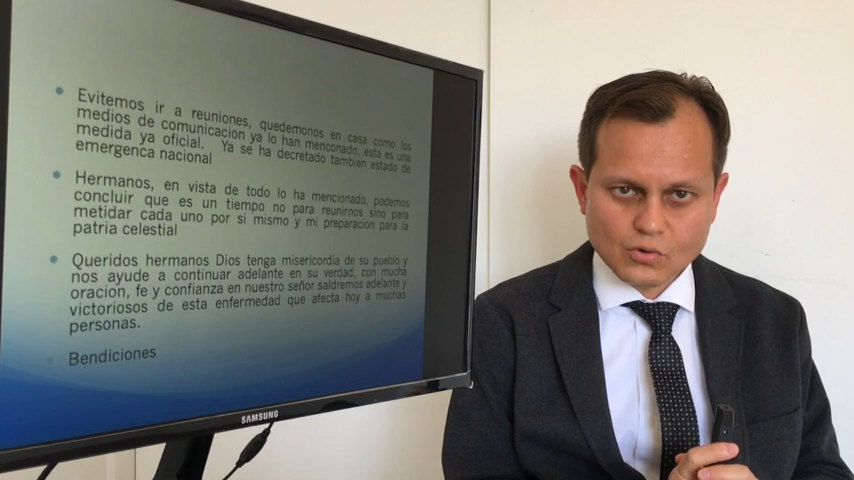 Evitemos ir a reuniones, quedemonos en casa como los
medios de comunicacion ya lo han menconado, esta es una
medida ya oficial. Ya se ha decretado tambien estado de
emergenca nacional
Hermanos, en vista de todo lo ha mencionado, podemos
concluir que es un tiempo no para reunirnos sino para
metidar cada uno por si mismo y mi preparación para la
patria celestial
Queridos hermanos Dios tenga misericordia de su pueblo y
nos ayude a continuar adelante en su verdad, con mucha
oracion, fe y confianza en nuestro señor saldremos adelante y
victoriosos de esta enfermedad que afecta hoy a muchas
personas.
Bendiciones
SAMSUNG